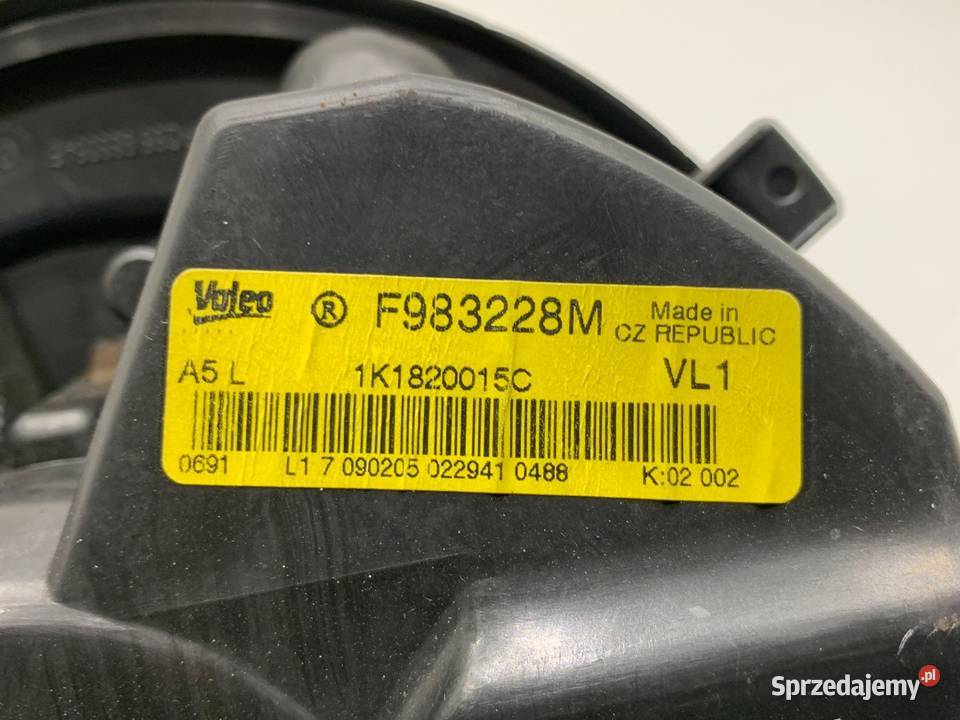 Valeo ® F983228M Made in
CZ REPUBLIC
A5 L 1K1820015C VL1
0691 L1 7 090205 022941 0488 K:02 002
Sprzedajemy.pl